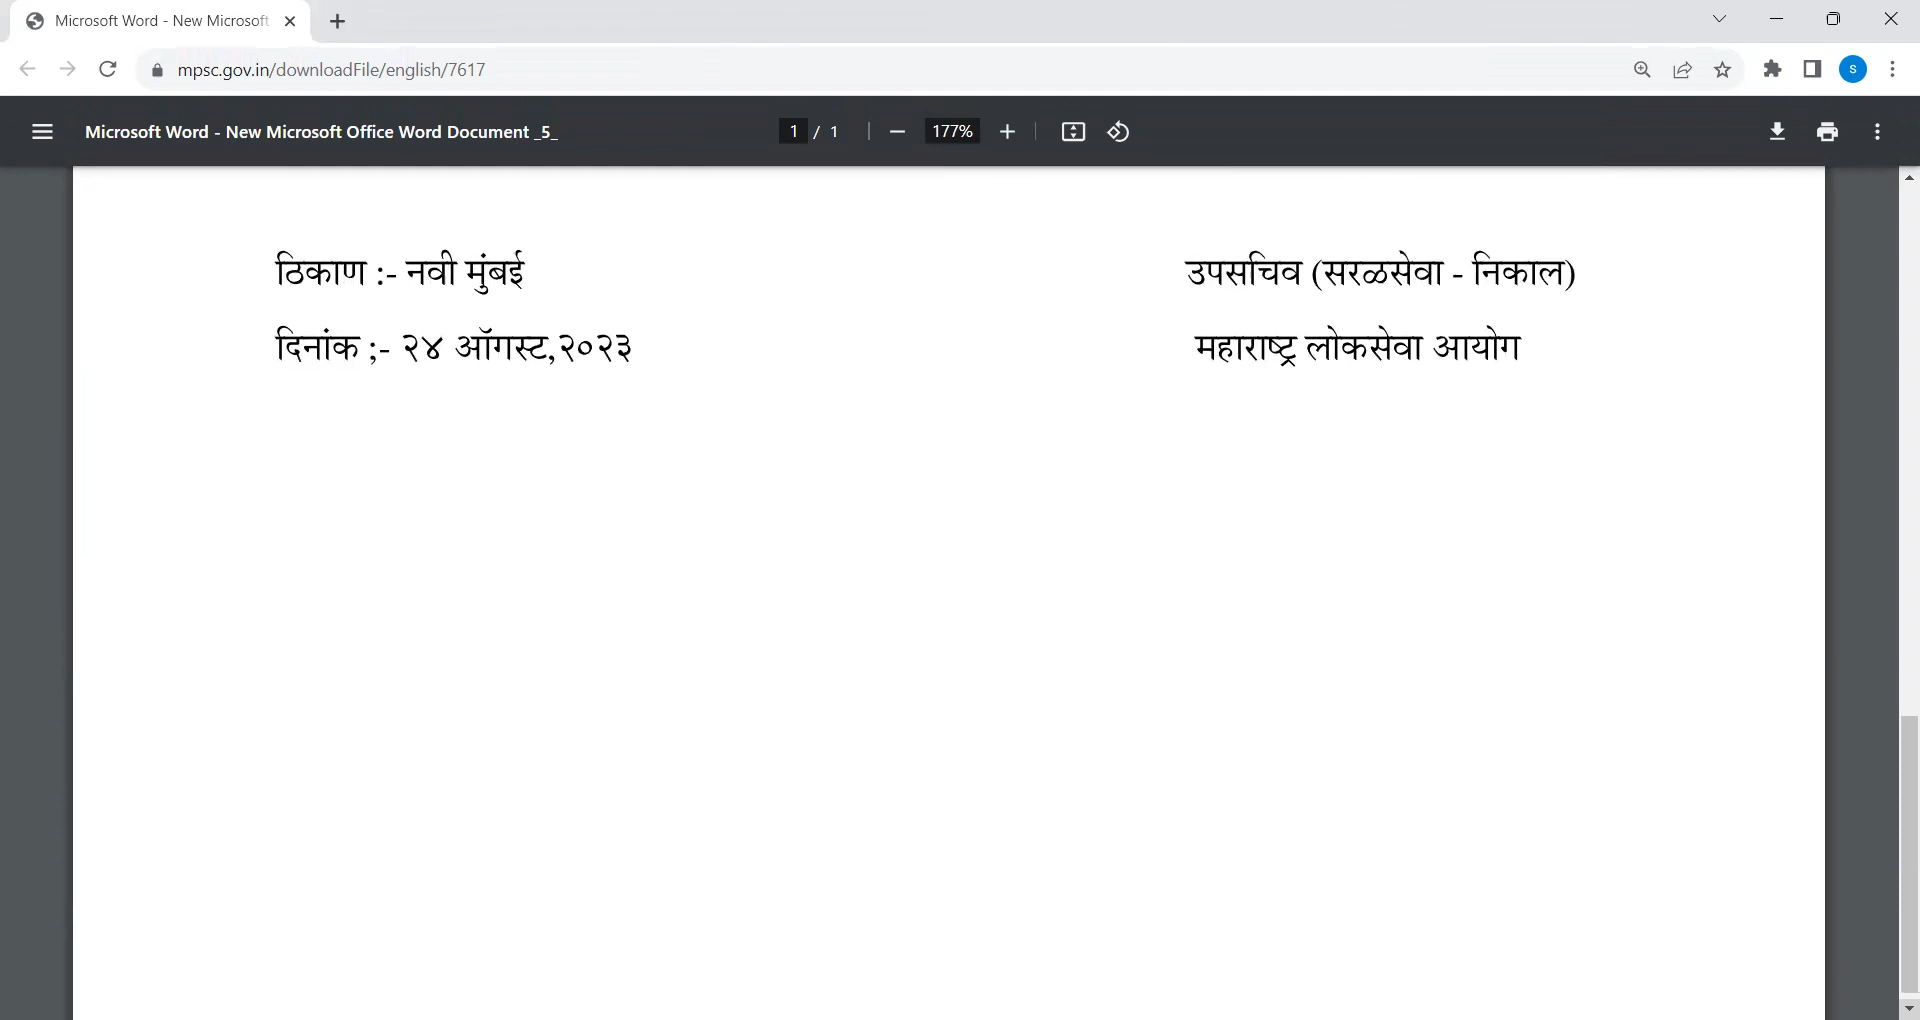 Microsoft Word - New Microsoft
mpsc.gov.in/downloadFile/english/7617
S
Microsoft Word - New Microsoft Office Word Document _5_
1 / 1
177%
ठिकाण :- नवी मुंबई
उपसचिव (सरळसेवा - निकाल)
दिनांक ;- २४ ऑगस्ट,२०२३
महाराष्ट्र लोकसेवा आयोग